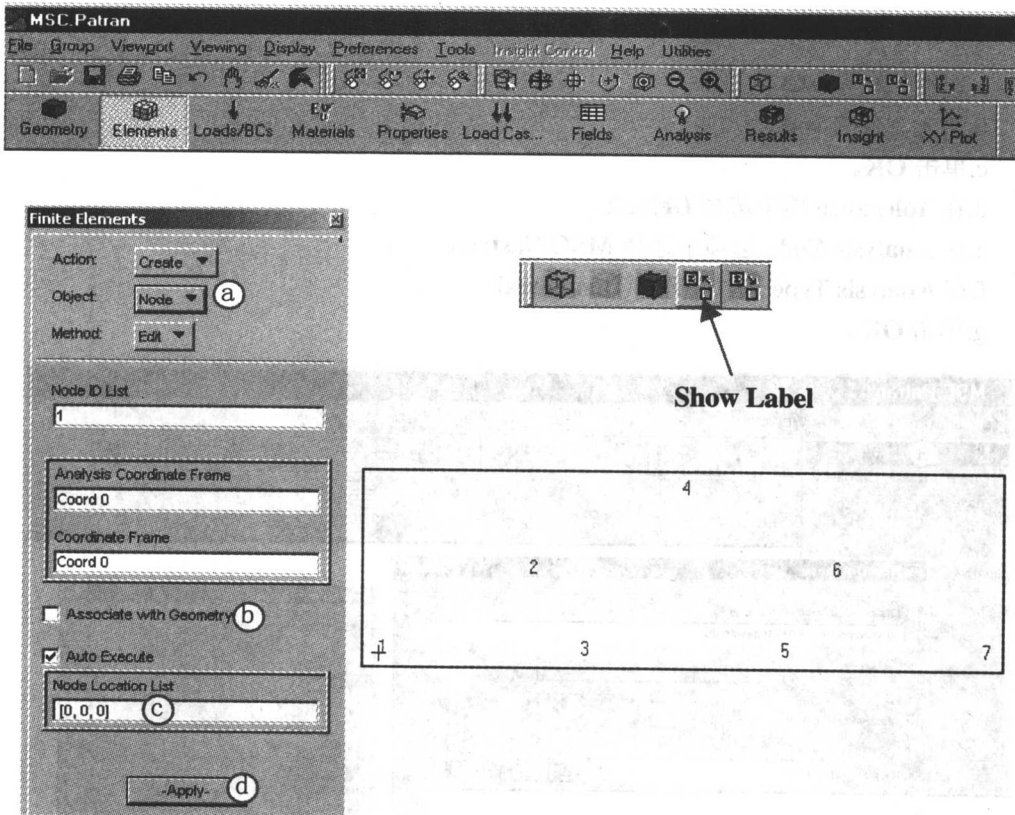 MSC.Patran
File Group Viewport Viewing Display Preferences Tools Insight Control Help Utilities
Geometry Elements Loads/BCs Materials Properties Load Cas... Fields Analysis Results Insight XY Plot
Finite Elements
Action: Create
Object: Node a
Method: Edit
Node ID List
1
Analysis Coordinate Frame
Coord 0
Coordinate Frame
Coord 0
Associate with Geometry b
Auto Execute
Node Location List
[0, 0, 0] c
-Apply- d
Show Label
4
2 6
1 3 5 7